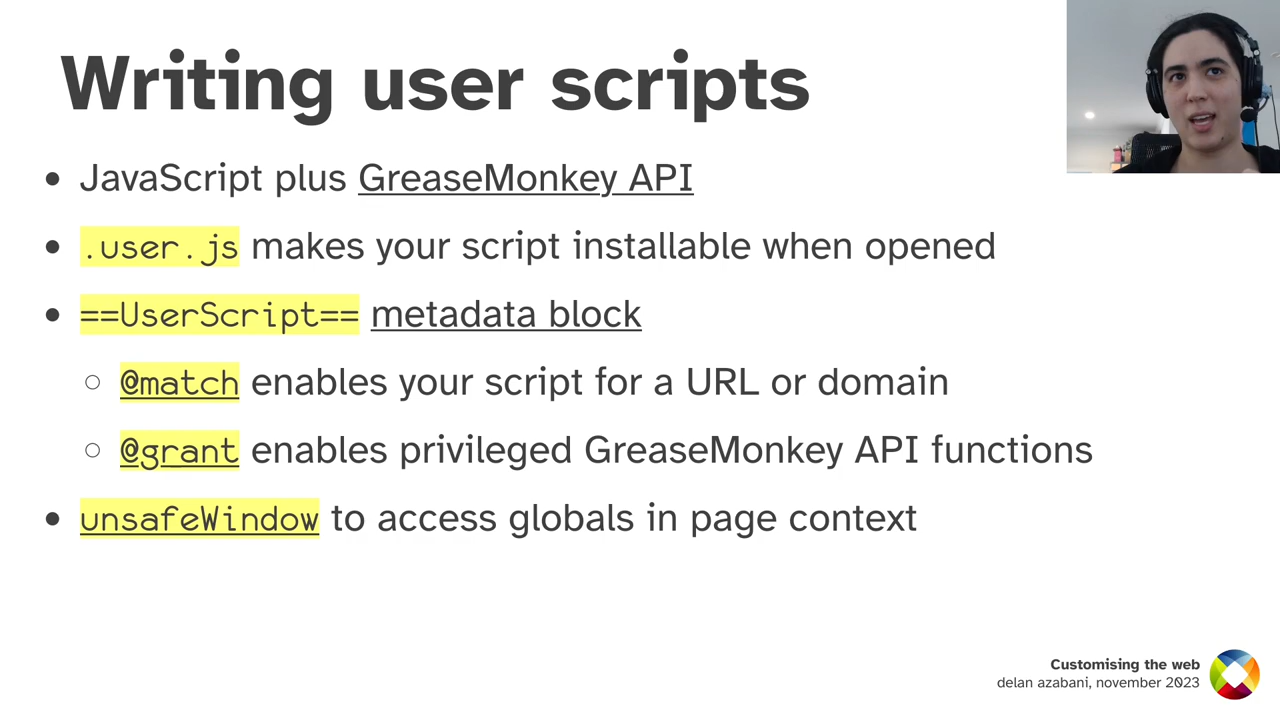 Writing user scripts
• JavaScript plus GreaseMonkey API
• .user.js makes your script installable when opened
• ==UserScript== metadata block
○ @match enables your script for a URL or domain
○ @grant enables privileged GreaseMonkey API functions
• unsafeWindow to access globals in page context
Customising the web
delan azabani, november 2023